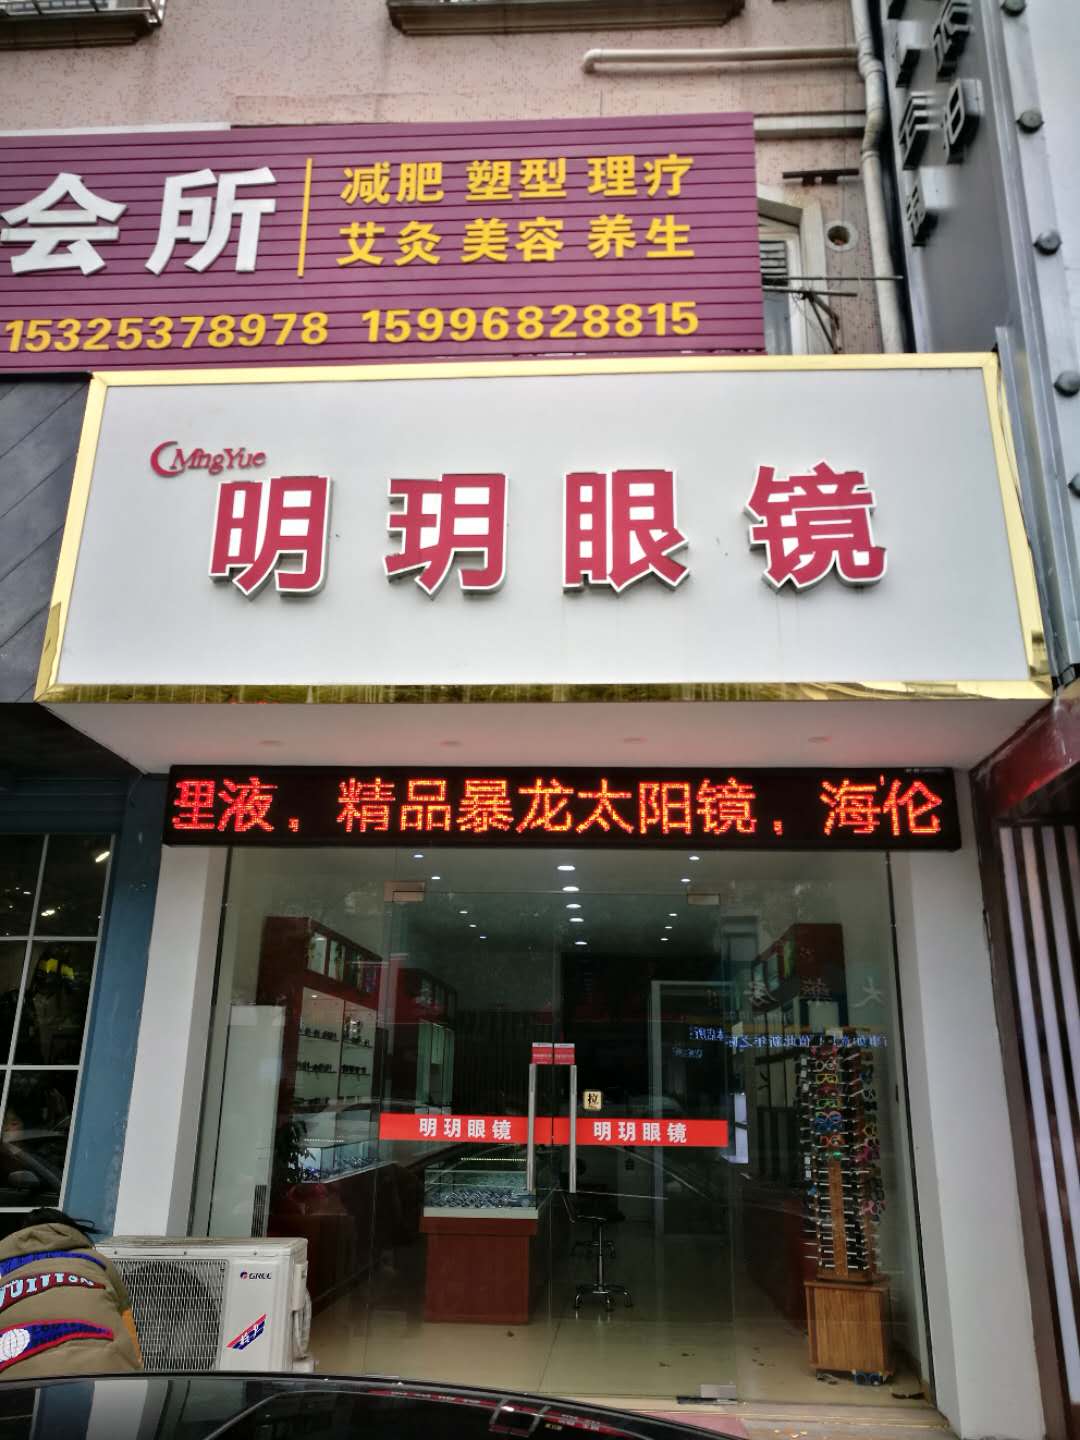 会所
减肥 塑型 理疗
艾灸 美容 养生
15325378978 15996828815
MingYue
明玥眼镜
理液，精品暴龙太阳镜，海伦
明玥眼镜
明玥眼镜
拉
GREE